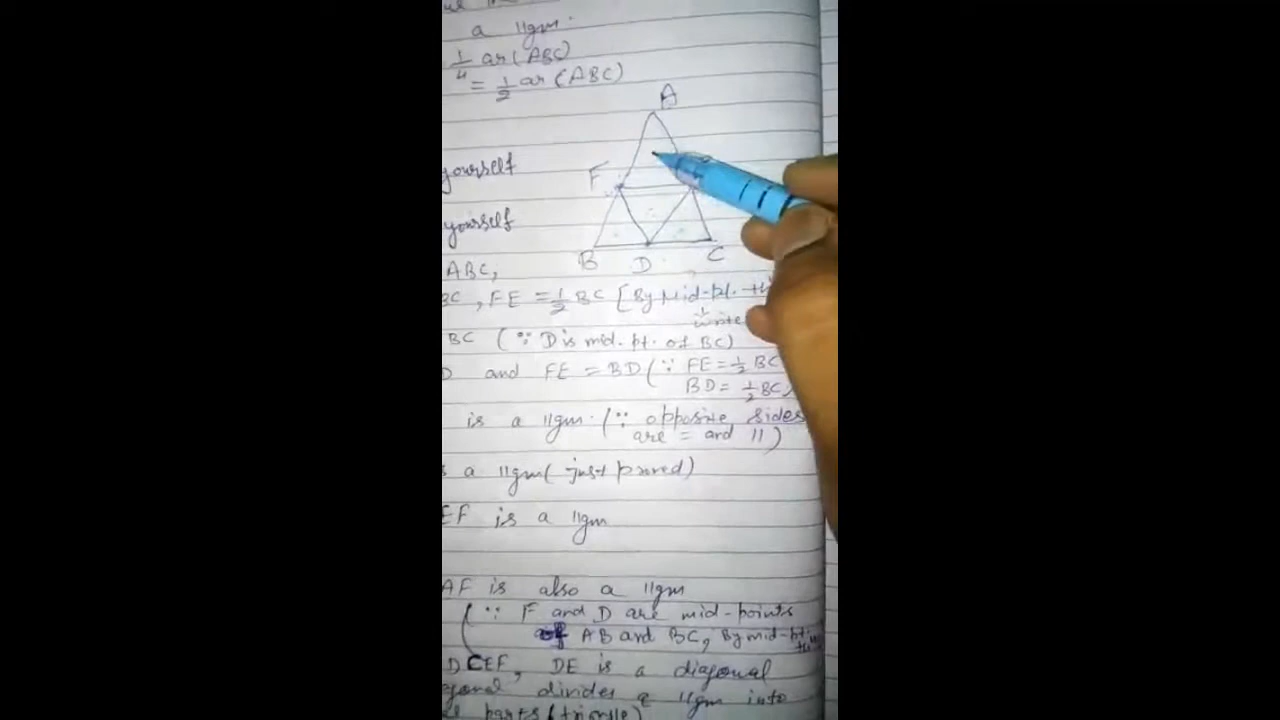 a ||gm.
1/4 ar(ABC)
= 1/2 ar (ABC)
A
yourself
F
yourself
B D C
ABC,
BC, FE = 1/2 BC [By Mid-pt. th
write
BC (∵ D is mid. pt. of BC)
D and FE = BD (∵ FE = 1/2 BC
BD = 1/2 BC)
is a ||gm. (∵ opposite sides
are = and ||)
s a ||gm ( just proved)
EF is a ||gm
AF is also a ||gm
∵ F and D are mid-points
of AB and BC, By mid-pt.
DCEF, DE is a diagonal
gonal divides a ||gm into
parts (triangle)